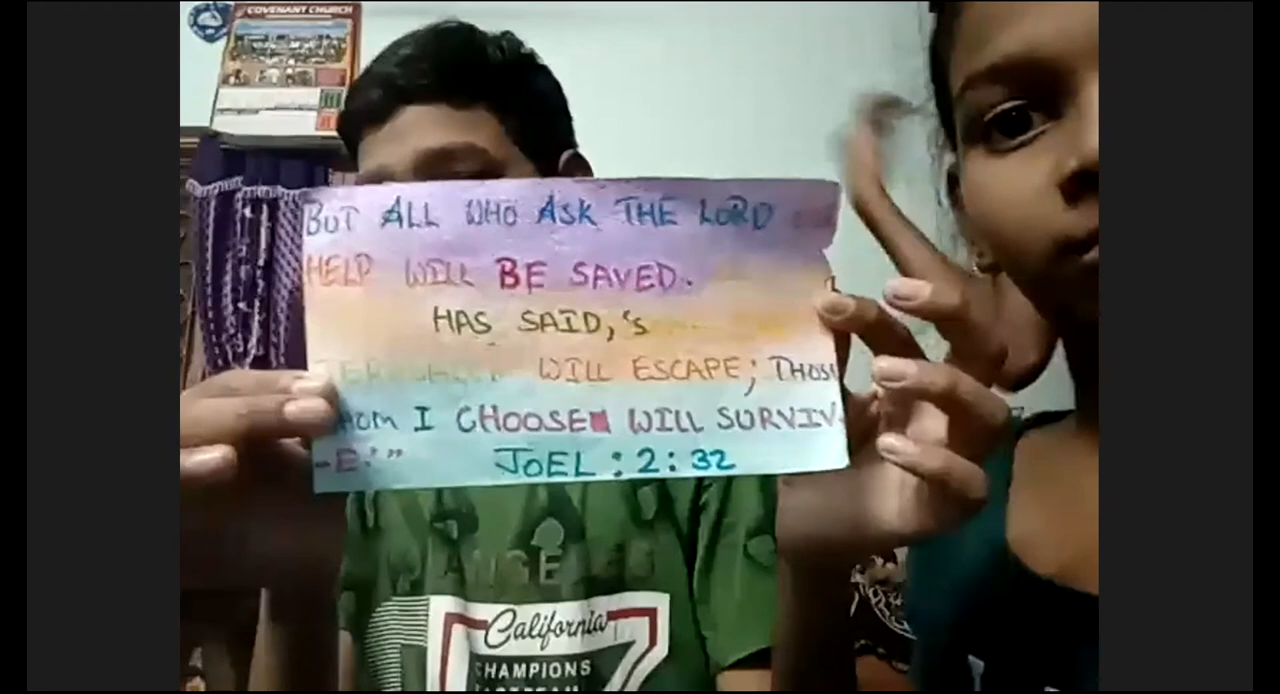 COVENANT CHURCH
BUT ALL WHO ASK THE LORD
HELP WILL BE SAVED.
HAS SAID,'s
WILL ESCAPE; THOSE
WHOM I CHOOSE WILL SURVIV
-E.'"
JOEL : 2 : 32
California
CHAMPIONS